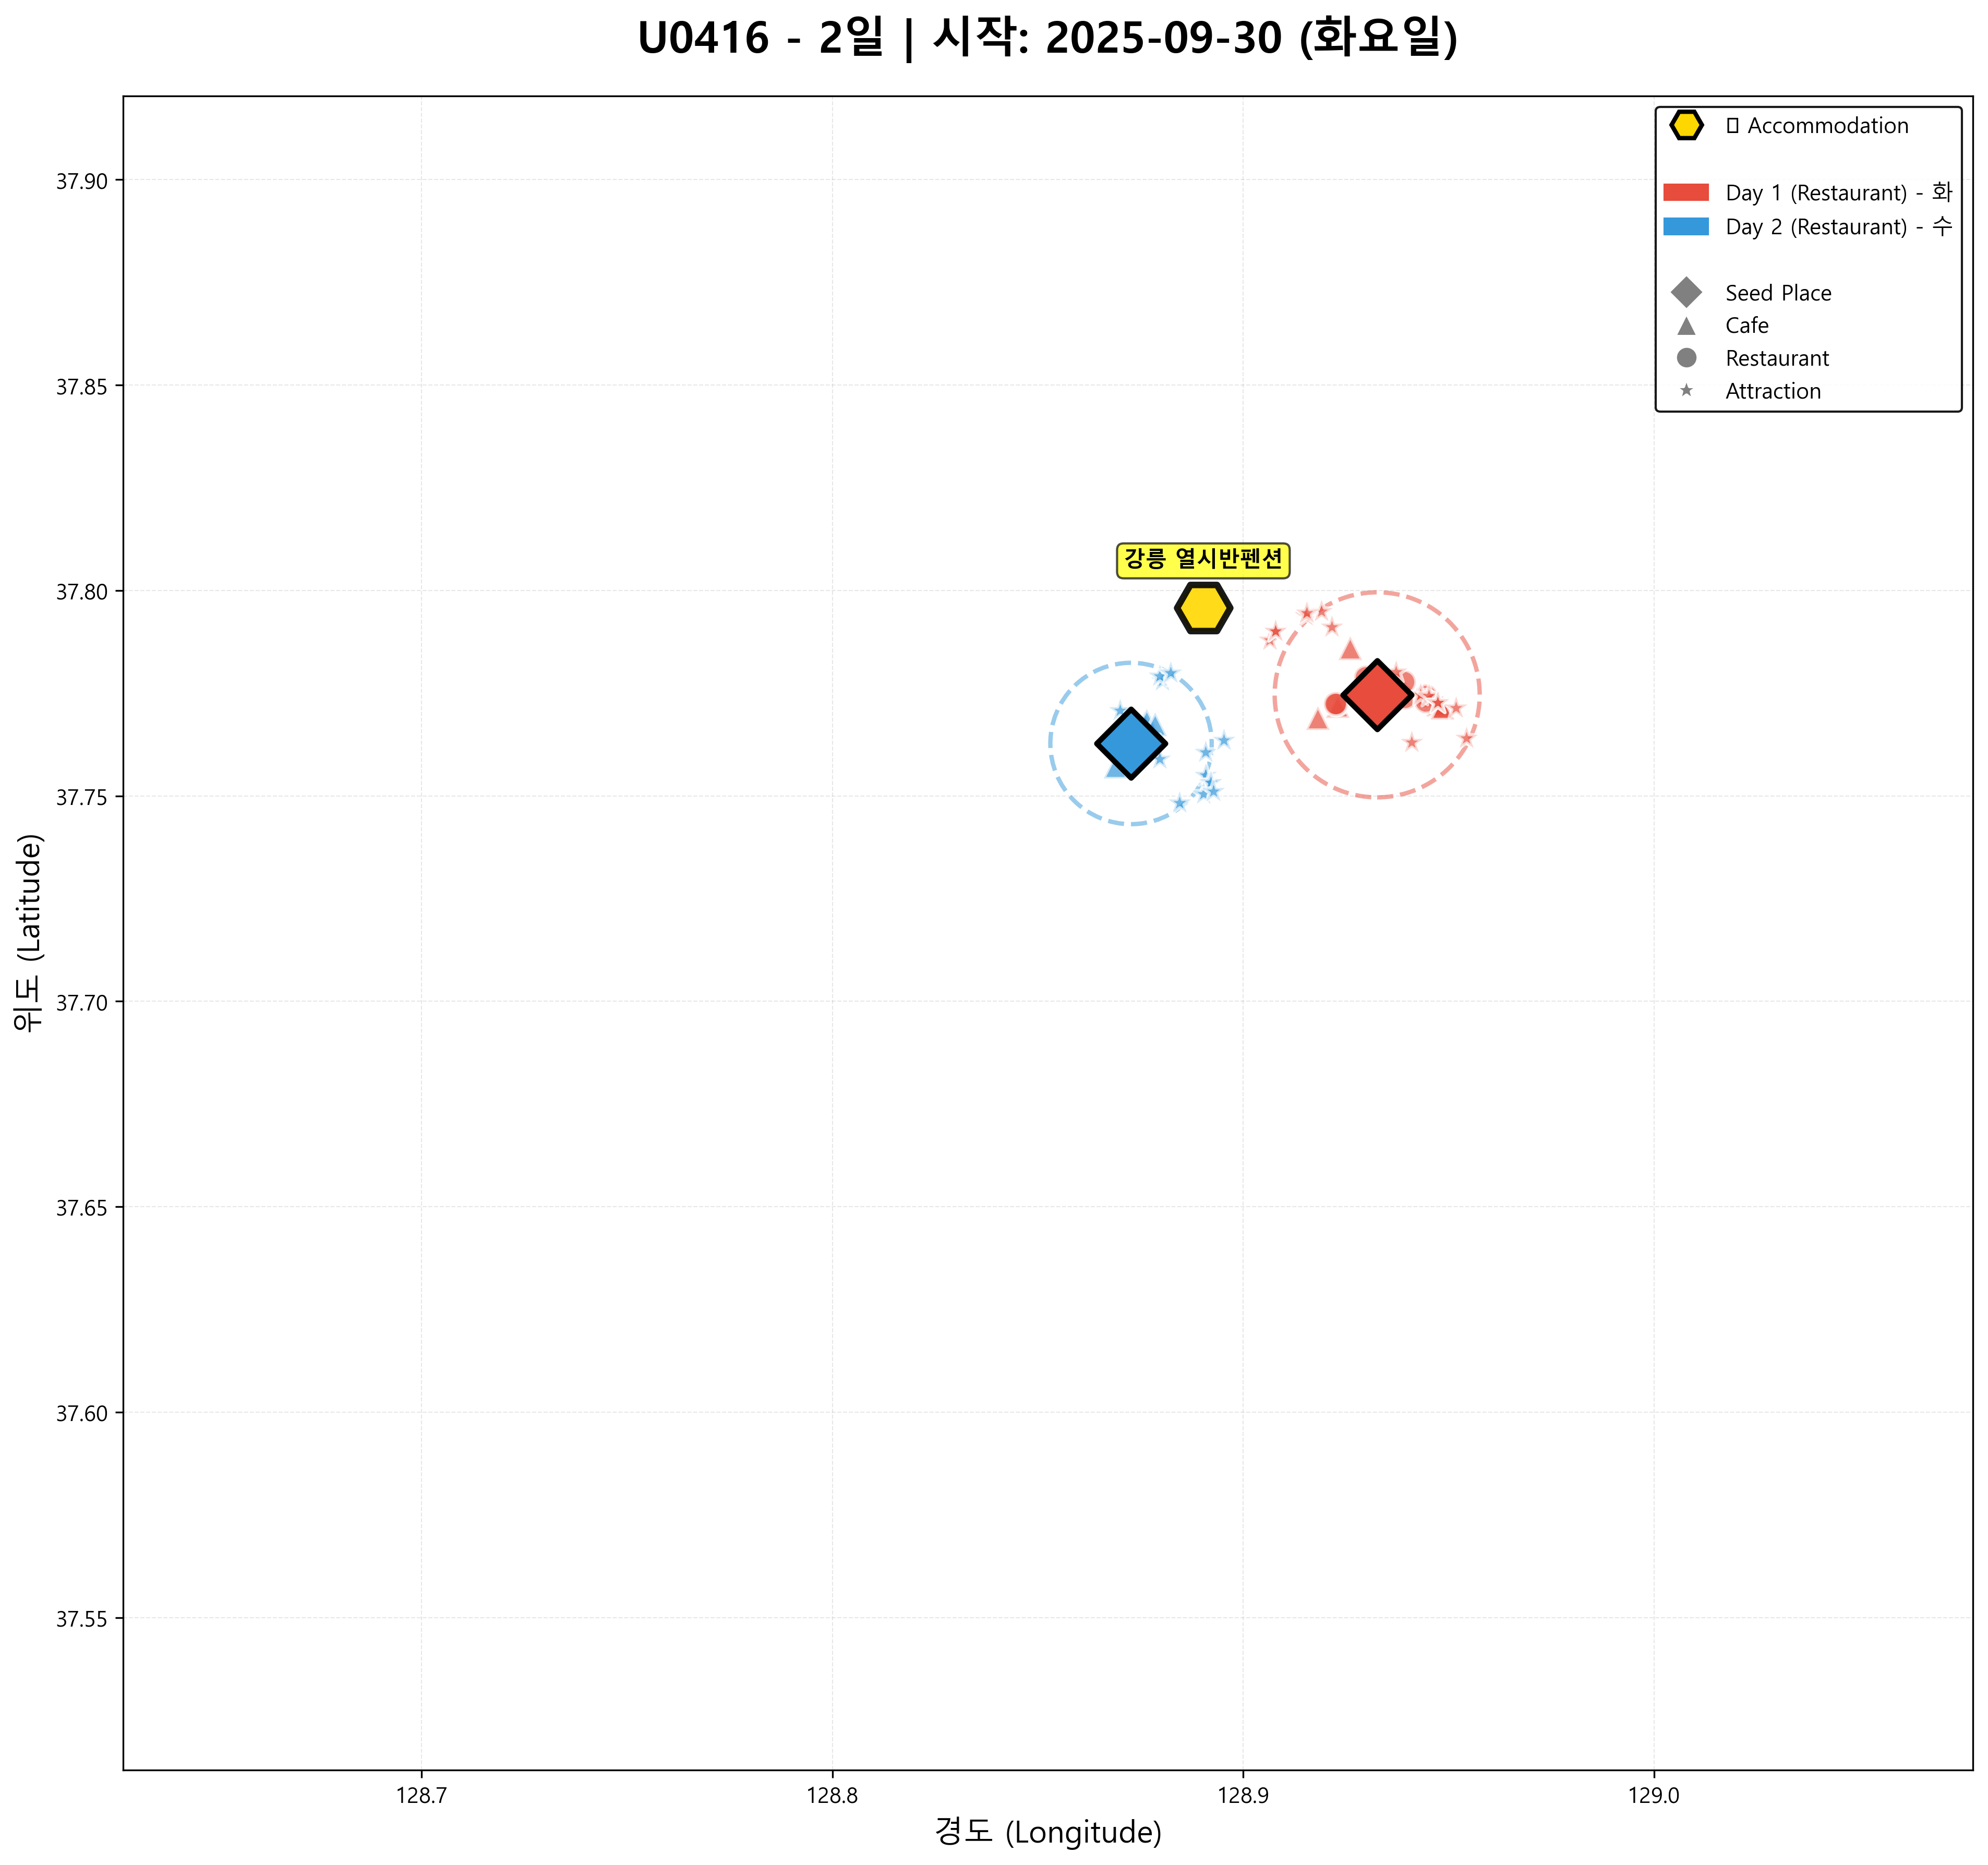 U0416 - 2일 | 시작: 2025-09-30 (화요일)
Accommodation
Day 1 (Restaurant) - 화
Day 2 (Restaurant) - 수
Seed Place
Cafe
Restaurant
Attraction
강릉 열시반펜션
37.90
37.85
37.80
37.75
37.70
37.65
37.60
37.55
위도 (Latitude)
128.7
128.8
128.9
129.0
경도 (Longitude)